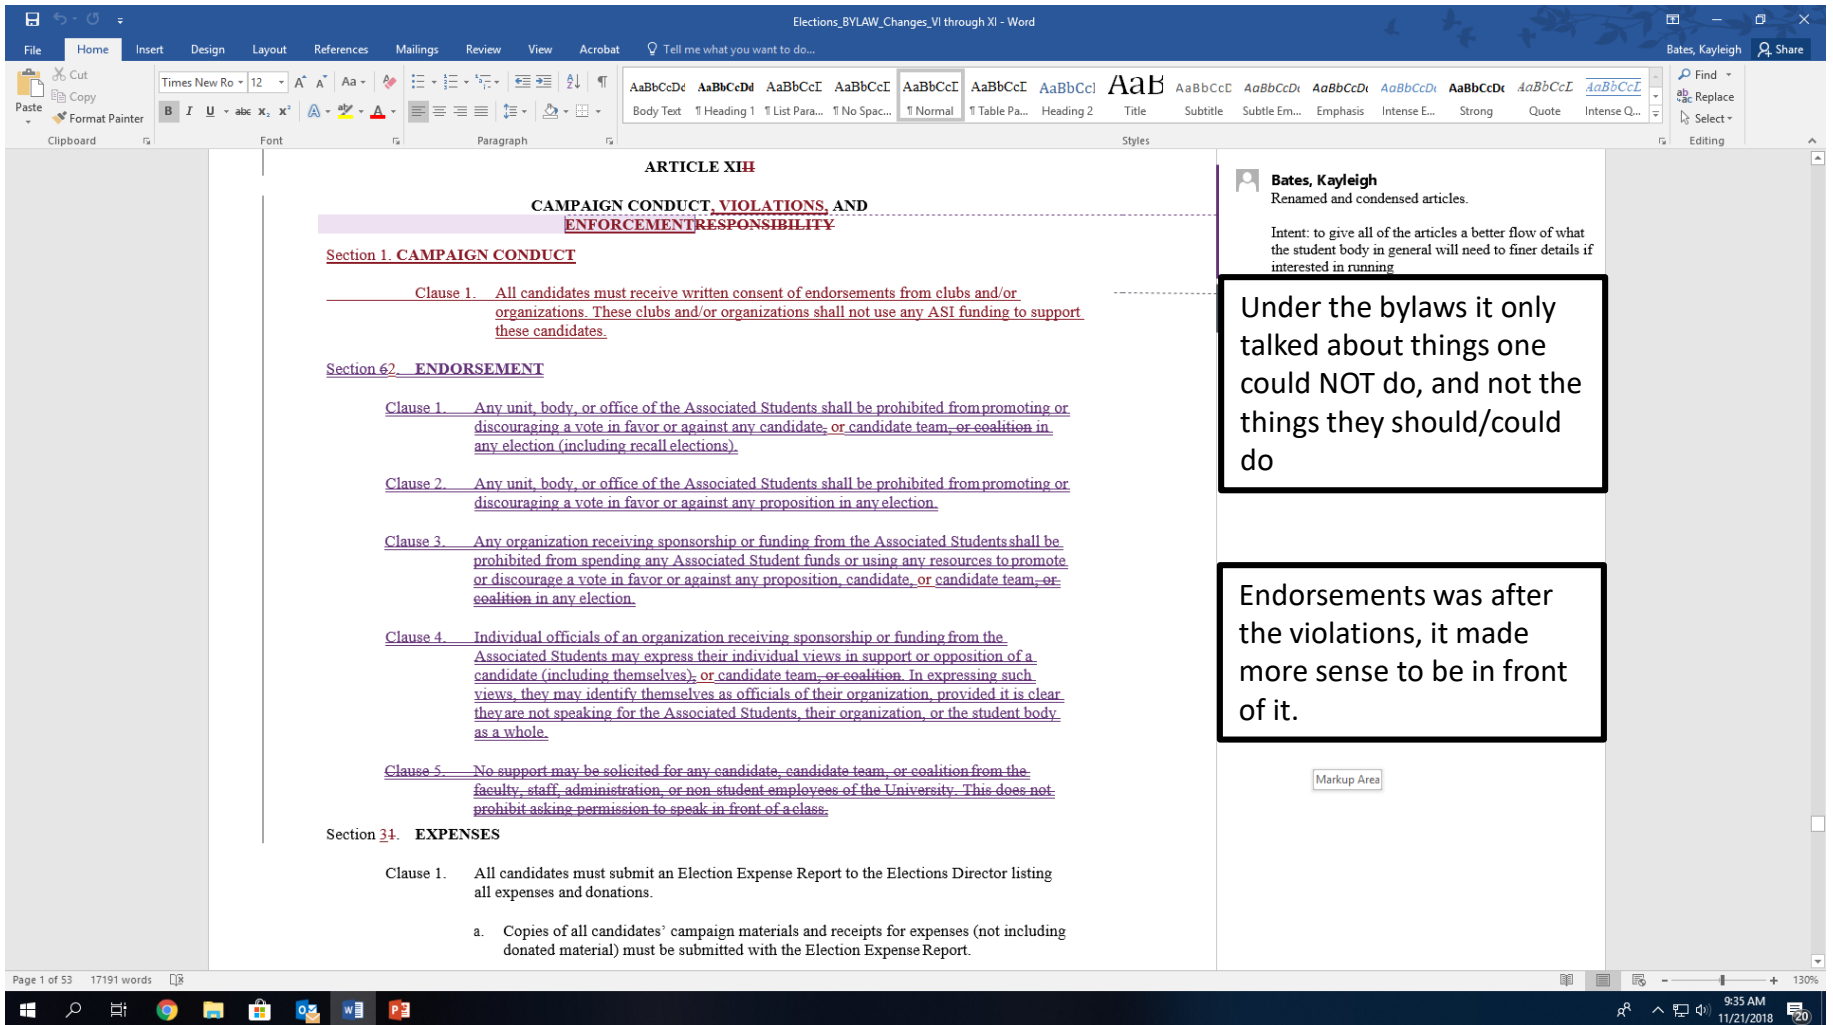 Elections_BYLAW_Changes_VI through XI - Word
File Home Insert Design Layout References Mailings Review View Acrobat Tell me what you want to do... Bates, Kayleigh Share
Paste
Cut
Copy
Format Painter
Clipboard
Times New Ro 12
Font
Paragraph
AaBbCcDd Body Text
AaBbCcDd ¶ Heading 1
AaBbCcD ¶ List Para...
AaBbCcD ¶ No Spac...
AaBbCcD ¶ Normal
AaBbCcD ¶ Table Pa...
AaBbCc Heading 2
AaB Title
AaBbCcD Subtitle
AaBbCcDd Subtle Em...
AaBbCcDd Emphasis
AaBbCcDd Intense E...
AaBbCcDd Strong
AaBbCcD Quote
AaBbCcD Intense Q...
Styles
Find
Replace
Select
Editing
ARTICLE XIII
CAMPAIGN CONDUCT, VIOLATIONS, AND
ENFORCEMENTRESPONSIBILITY
Section 1. CAMPAIGN CONDUCT
Clause 1. All candidates must receive written consent of endorsements from clubs and/or
organizations. These clubs and/or organizations shall not use any ASI funding to support
these candidates.
Section 62. ENDORSEMENT
Clause 1. Any unit, body, or office of the Associated Students shall be prohibited from promoting or
discouraging a vote in favor or against any candidate, or candidate team, or coalition in
any election (including recall elections).
Clause 2. Any unit, body, or office of the Associated Students shall be prohibited from promoting or
discouraging a vote in favor or against any proposition in any election.
Clause 3. Any organization receiving sponsorship or funding from the Associated Students shall be
prohibited from spending any Associated Student funds or using any resources to promote
or discourage a vote in favor or against any proposition, candidate, or candidate team, or
coalition in any election.
Clause 4. Individual officials of an organization receiving sponsorship or funding from the
Associated Students may express their individual views in support or opposition of a
candidate (including themselves), or candidate team, or coalition. In expressing such
views, they may identify themselves as officials of their organization, provided it is clear
they are not speaking for the Associated Students, their organization, or the student body
as a whole.
Clause 5. No support may be solicited for any candidate, candidate team, or coalition from the
faculty, staff, administration, or non-student employees of the University. This does not
prohibit asking permission to speak in front of a class.
Section 31. EXPENSES
Clause 1. All candidates must submit an Election Expense Report to the Elections Director listing
all expenses and donations.
a. Copies of all candidates’ campaign materials and receipts for expenses (not including
donated material) must be submitted with the Election Expense Report.
Bates, Kayleigh
Renamed and condensed articles.
Intent: to give all of the articles a better flow of what
the student body in general will need to finer details if
interested in running
Under the bylaws it only
talked about things one
could NOT do, and not the
things they should/could
do
Endorsements was after
the violations, it made
more sense to be in front
of it.
Markup Area
Page 1 of 53 17191 words 130%
9:35 AM
11/21/2018
20